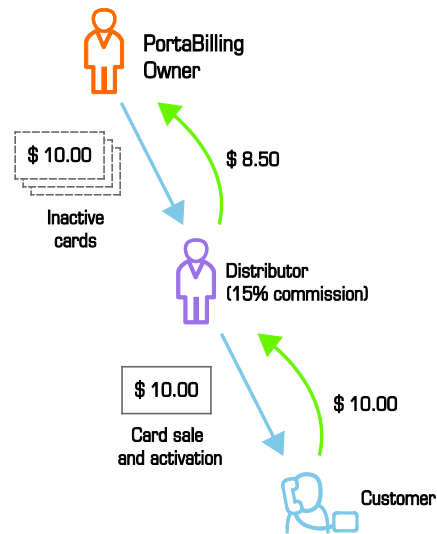 PortaBilling
Owner
$ 10.00
$ 8.50
Inactive
cards
Distributor
(15% commission)
$ 10.00
$ 10.00
Card sale
and activation
Customer